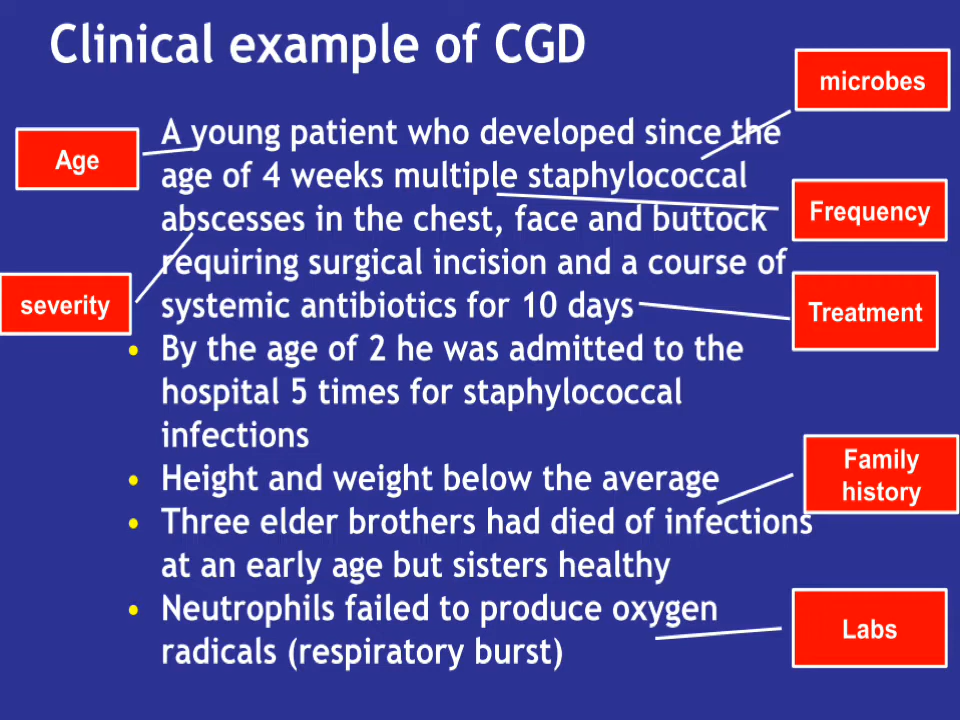 Clinical example of CGD
microbes
A young patient who developed since the
Age
age of 4 weeks multiple staphylococcal
abscesses in the chest, face and buttock
Frequency
requiring surgical incision and a course of
severity
systemic antibiotics for 10 days
Treatment
• By the age of 2 he was admitted to the
hospital 5 times for staphylococcal
infections
• Height and weight below the average
Family
history
• Three elder brothers had died of infections
at an early age but sisters healthy
• Neutrophils failed to produce oxygen
radicals (respiratory burst)
Labs